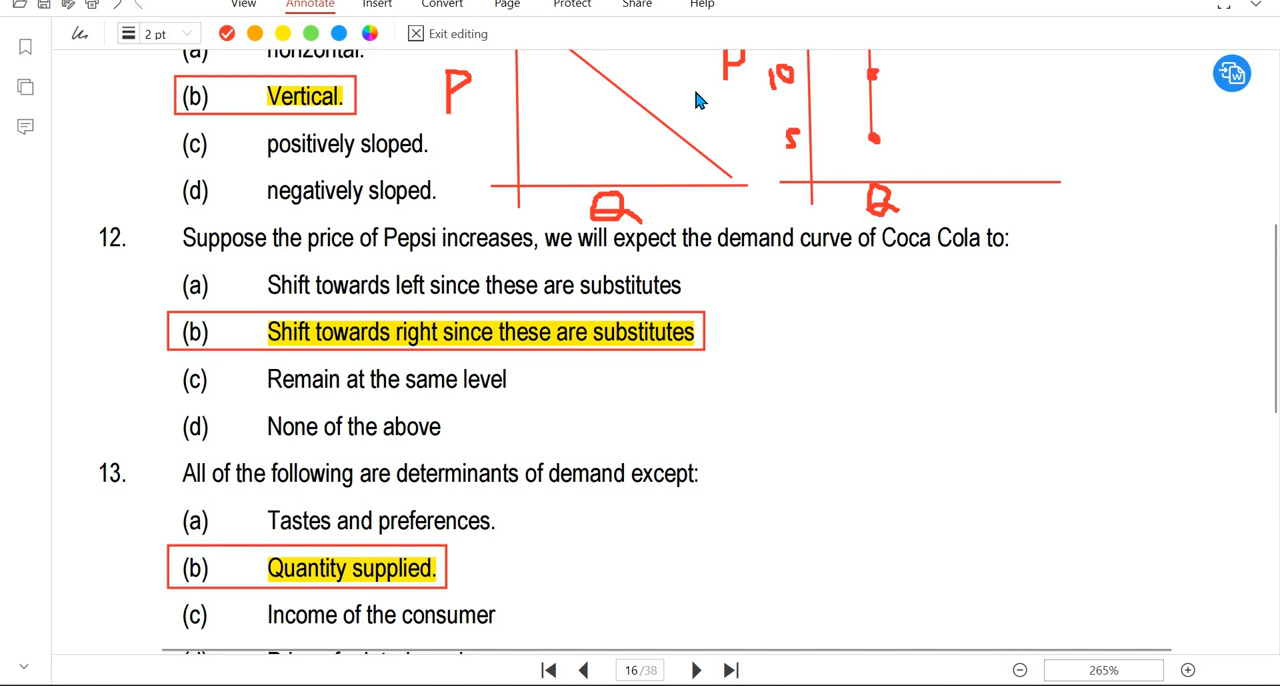 View Annotate Insert Convert Page Protect Share Help
2 pt Exit editing
(a) horizontal.
(b) Vertical.
(c) positively sloped.
(d) negatively sloped.
P
Q
P
10
5
Q
12. Suppose the price of Pepsi increases, we will expect the demand curve of Coca Cola to:
(a) Shift towards left since these are substitutes
(b) Shift towards right since these are substitutes
(c) Remain at the same level
(d) None of the above
13. All of the following are determinants of demand except:
(a) Tastes and preferences.
(b) Quantity supplied.
(c) Income of the consumer
16/38
265%